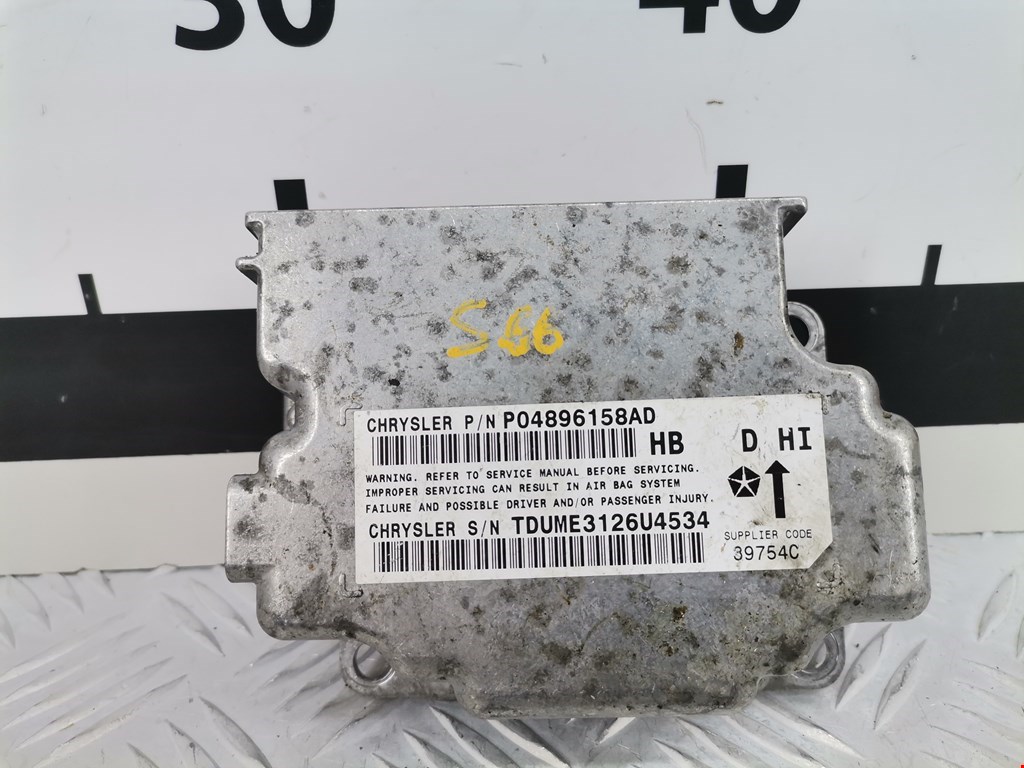 30 40
S66
CHRYSLER P/N P04896158AD
HB D HI
WARNING. REFER TO SERVICE MANUAL BEFORE SERVICING.
IMPROPER SERVICING CAN RESULT IN AIR BAG SYSTEM
FAILURE AND POSSIBLE DRIVER AND/OR PASSENGER INJURY.
CHRYSLER S/N TDUME3126U4534
SUPPLIER CODE
39754C